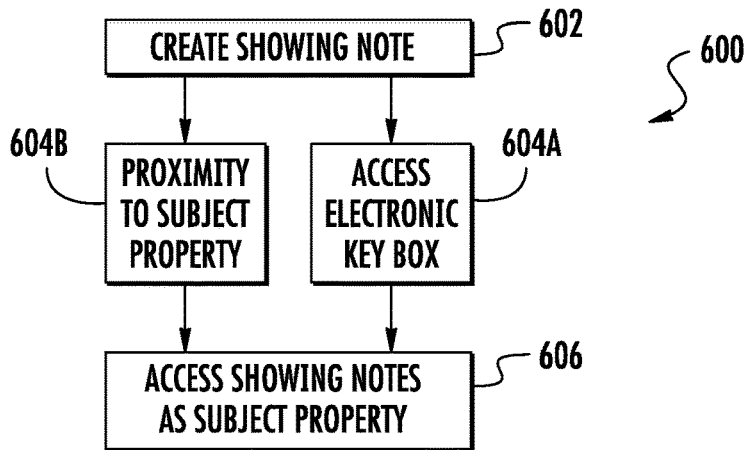 CREATE SHOWING NOTE
602
600
604B
PROXIMITY
TO SUBJECT
PROPERTY
ACCESS
ELECTRONIC
KEY BOX
604A
ACCESS SHOWING NOTES
AS SUBJECT PROPERTY
606